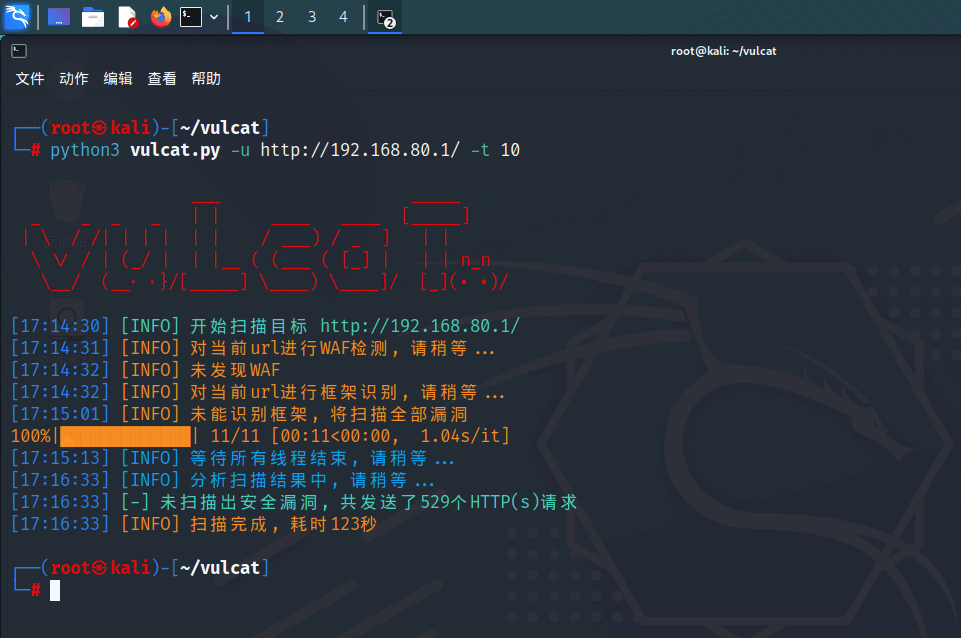 1 2 3 4 2
root@kali: ~/vulcat
文件 动作 编辑 查看 帮助
┌──(root㉿kali)-[~/vulcat]
└─# python3 vulcat.py -u http://192.168.80.1/ -t 10
[17:14:30] [INFO] 开始扫描目标 http://192.168.80.1/
[17:14:31] [INFO] 对当前url进行WAF检测, 请稍等...
[17:14:32] [INFO] 未发现WAF
[17:14:32] [INFO] 对当前url进行框架识别, 请稍等...
[17:15:01] [INFO] 未能识别框架, 将扫描全部漏洞
100%|█████████████| 11/11 [00:11<00:00, 1.04s/it]
[17:15:13] [INFO] 等待所有线程结束, 请稍等...
[17:16:33] [INFO] 分析扫描结果中, 请稍等...
[17:16:33] [-] 未扫描出安全漏洞, 共发送了529个HTTP(s)请求
[17:16:33] [INFO] 扫描完成, 耗时123秒
┌──(root㉿kali)-[~/vulcat]
└─#